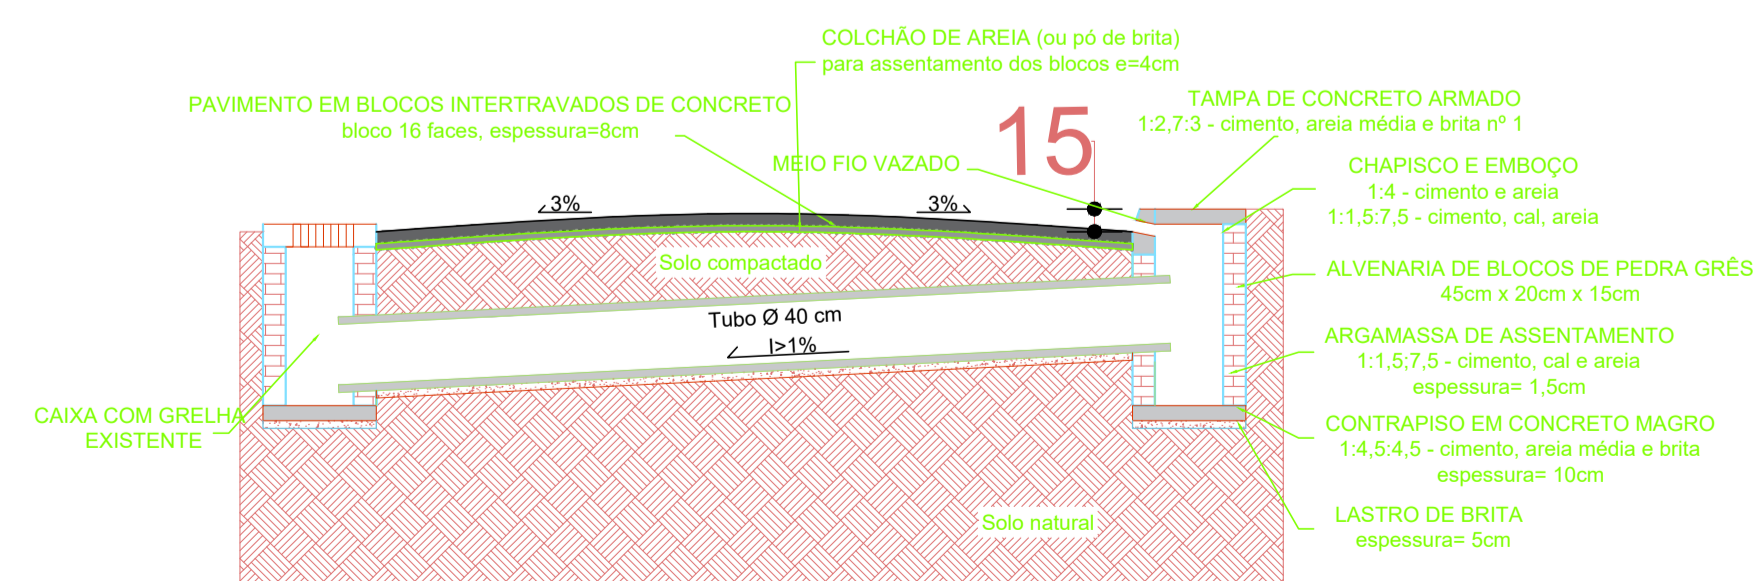 COLCHÃO DE AREIA (ou pó de brita)
para assentamento dos blocos e=4cm
PAVIMENTO EM BLOCOS INTERTRAVADOS DE CONCRETO
bloco 16 faces, espessura=8cm
15
TAMPA DE CONCRETO ARMADO
1:2,7:3 - cimento, areia média e brita nº 1
MEIO FIO VAZADO
CHAPISCO E EMBOÇO
1:4 - cimento e areia
1:1,5:7,5 - cimento, cal, areia
3%
3%
Solo compactado
ALVENARIA DE BLOCOS DE PEDRA GRÊS
45cm x 20cm x 15cm
Tubo Ø 40 cm
I>1%
ARGAMASSA DE ASSENTAMENTO
1:1,5;7,5 - cimento, cal e areia
espessura= 1,5cm
CAIXA COM GRELHA
EXISTENTE
CONTRAPISO EM CONCRETO MAGRO
1:4,5:4,5 - cimento, areia média e brita
espessura= 10cm
Solo natural
LASTRO DE BRITA
espessura= 5cm